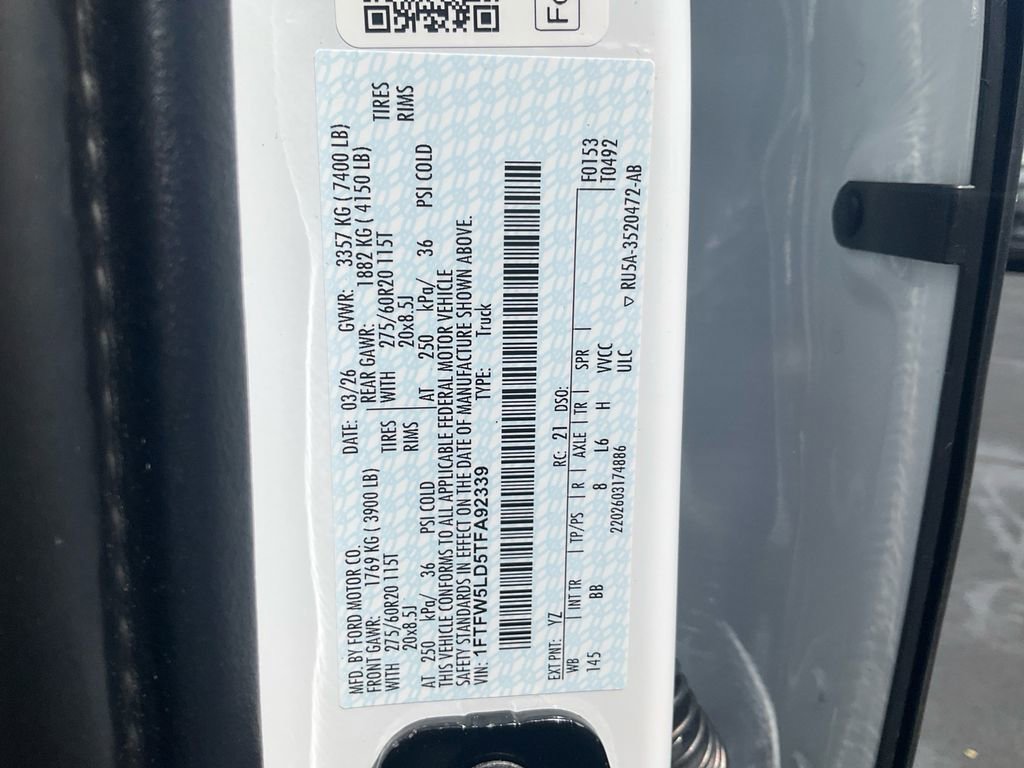 Fo
MFD. BY FORD MOTOR CO.
DATE: 03/26 GVWR: 3357 KG ( 7400 LB)
FRONT GAWR: 1769 KG ( 3900 LB) REAR GAWR: 1882 KG ( 4150 LB)
WITH 275/60R20 115T TIRES WITH 275/60R20 115T TIRES
20x8.5J RIMS 20x8.5J RIMS
AT 250 kPa/ 36 PSI COLD AT 250 kPa/ 36 PSI COLD
THIS VEHICLE CONFORMS TO ALL APPLICABLE FEDERAL MOTOR VEHICLE
SAFETY STANDARDS IN EFFECT ON THE DATE OF MANUFACTURE SHOWN ABOVE.
VIN: 1FTFW5LD5TFA92339 TYPE: Truck
EXT PNT: YZ RC: 21 DSO: F0153
WB INT TR TP/PS R AXLE TR SPR T0492
145 BB 8 L6 H VVCC
ULC
2202603174886 ▽ RU5A-3520472-AB